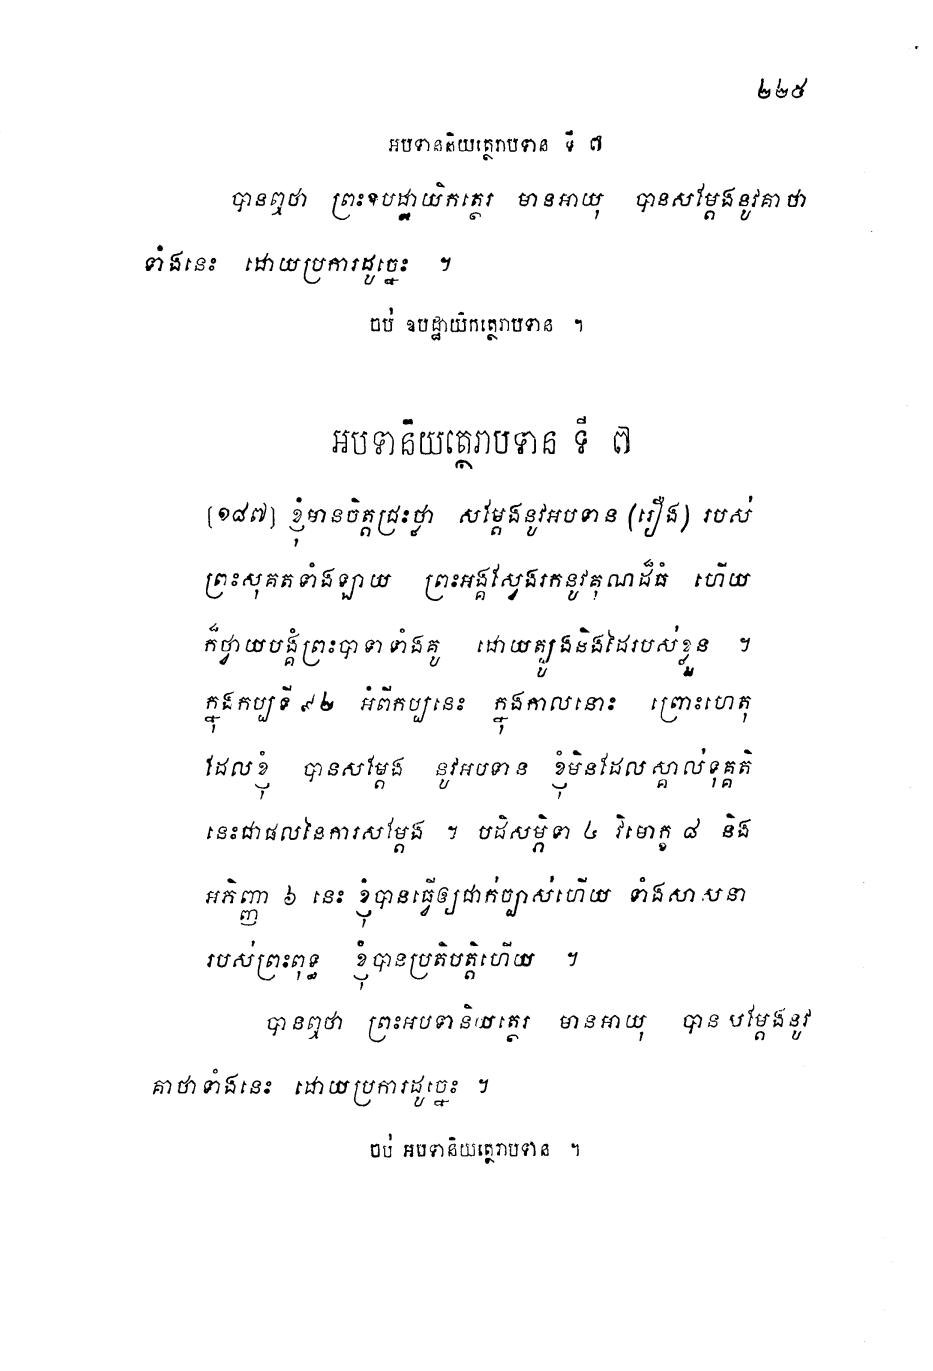 ២២៥
អបទានតិយត្ថេរាបទាន ទី ៧
បានឮថា ព្រះឧបដ្ឋាយិកត្ថេរ មានអាយុ បានសម្ដែងនូវគាថា
ទាំងនេះ ដោយប្រការដូច្នេះ ។
ចប់ ឧបដ្ឋាយិកត្ថេរាបទាន ។
អបទានិយត្ថេរាបទាន ទី ៧
[១៨៧] ខ្ញុំមានចិត្តជ្រះថ្លា សម្ដែងនូវអបទាន (រឿង) របស់
ព្រះសុគតទាំងឡាយ ព្រះអង្គស្វែងរកនូវគុណដ៏ធំ ហើយ
ក៏ថ្វាយបង្គំព្រះបាទាទាំងគូ ដោយត្បូងនិងដៃរបស់ខ្លួន ។
ក្នុងកប្បទី ៩២ អំពីកប្បនេះ ក្នុងកាលនោះ ព្រោះហេតុ
ដែលខ្ញុំ បានសម្ដែង នូវអបទាន ខ្ញុំមិនដែលស្គាល់ទុគ្គតិ
នេះជាផលនៃការសម្ដែង ។ បដិសម្ភិទា ៤ វិមោក្ខ ៨ និង
អភិញ្ញា ៦ នេះ ខ្ញុំបានធ្វើឲ្យជាក់ច្បាស់ហើយ ទាំងសាសនា
របស់ព្រះពុទ្ធ ខ្ញុំបានប្រតិបត្តិហើយ ។
បានឮថា ព្រះអបទានិយត្ថេរ មានអាយុ បានសម្ដែងនូវ
គាថាទាំងនេះ ដោយប្រការដូច្នេះ ។
ចប់ អបទានិយត្ថេរាបទាន ។